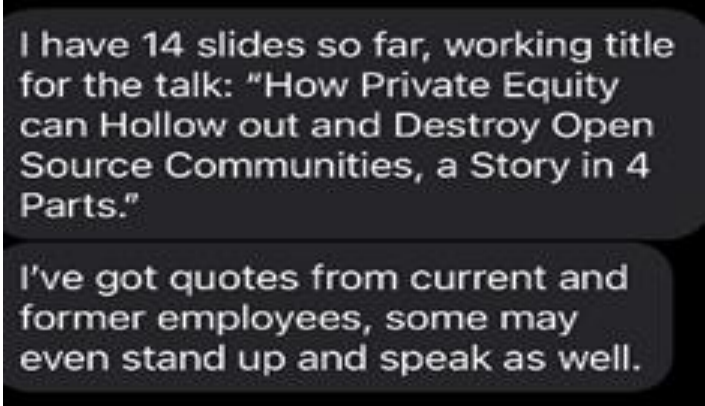 I have 14 slides so far, working title
for the talk: “How Private Equity
can Hollow out and Destroy Open
Source Communities, a Story in 4
Parts.”
I’ve got quotes from current and
former employees, some may
even stand up and speak as well.